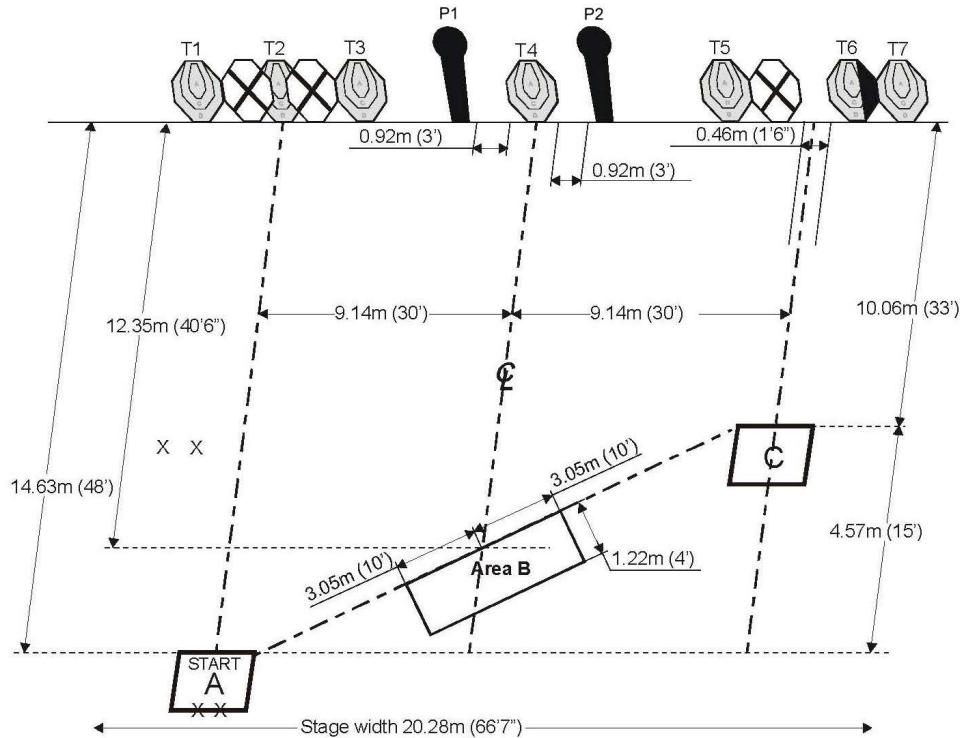 P1
P2
T1
T2
T3
T4
T5
T6
T7
0.92m (3')
0.46m (1'6")
0.92m (3')
9.14m (30')
9.14m (30')
10.06m (33')
12.35m (40'6")
14.63m (48')
X X
C
3.05m (10')
3.05m (10')
4.57m (15')
1.22m (4')
Area B
START
A
X X
Stage width 20.28m (66'7")